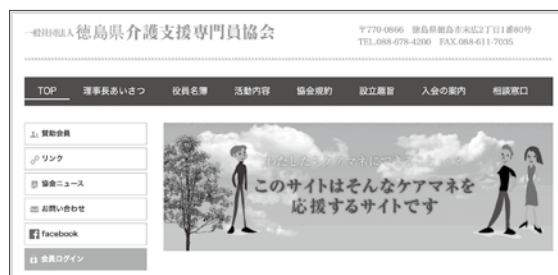 一般社団法人 徳島県介護支援専門員協会
〒770-0866 徳島県徳島市末広2丁目1番80号
TEL.088-678-4200 FAX.088-611-7035
TOP 理事長あいさつ 役員名簿 活動内容 協会規約 設立趣旨 入会の案内 相談窓口
賛助会員
リンク
協会ニュース
お問い合わせ
facebook
会員ログイン
このサイトはそんなケアマネを
応援するサイトです